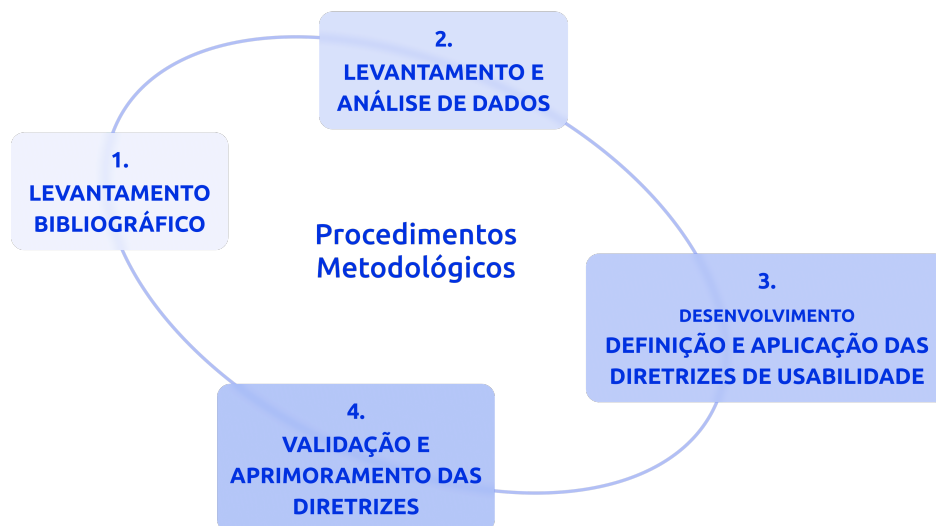 1.
LEVANTAMENTO
BIBLIOGRÁFICO
2.
LEVANTAMENTO E
ANÁLISE DE DADOS
Procedimentos
Metodológicos
3.
DESENVOLVIMENTO
DEFINIÇÃO E APLICAÇÃO DAS
DIRETRIZES DE USABILIDADE
4.
VALIDAÇÃO E
APRIMORAMENTO DAS
DIRETRIZES